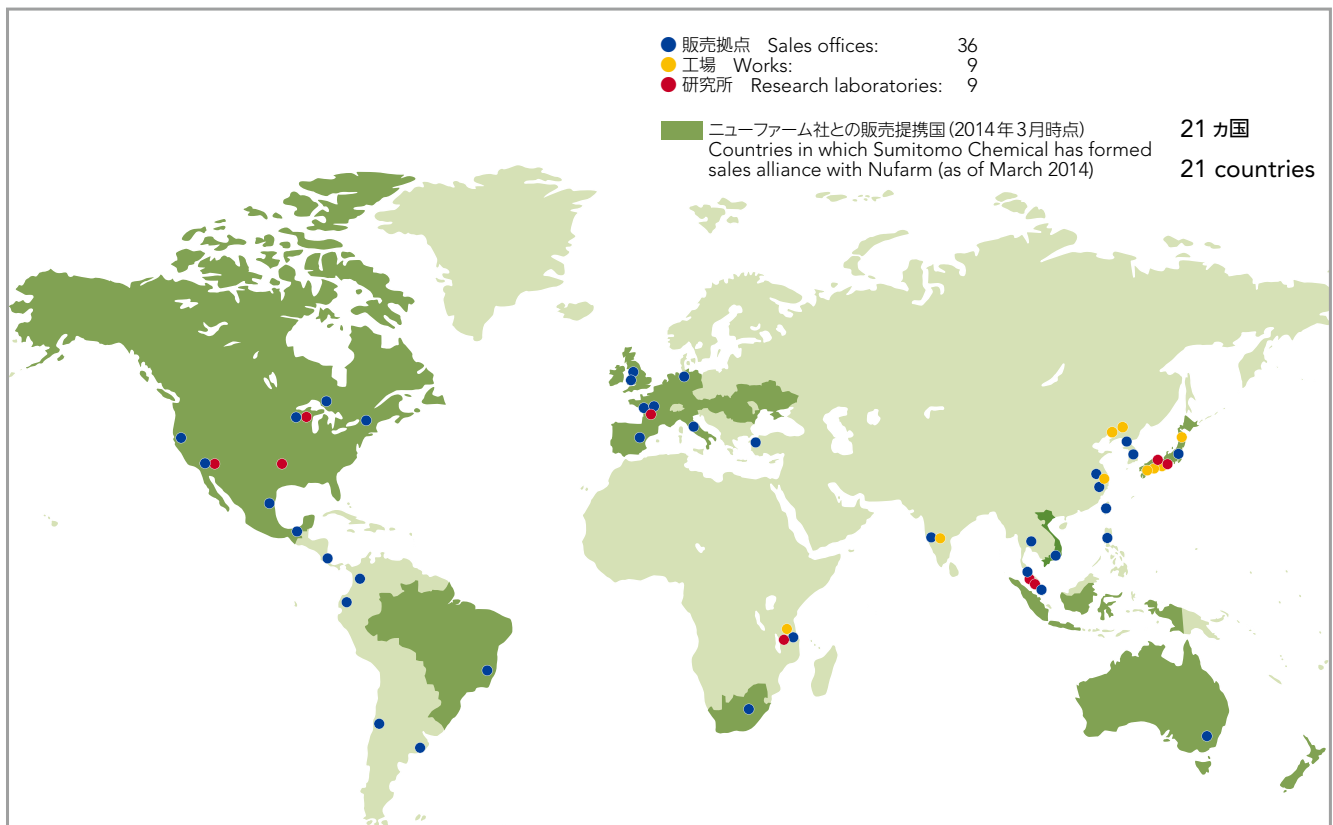 販売拠点 Sales offices: 36
工場 Works: 9
研究所 Research laboratories: 9
ニューファーム社との販売提携国(2014年3月時点) 21 ヵ国
Countries in which Sumitomo Chemical has formed
sales alliance with Nufarm (as of March 2014) 21 countries